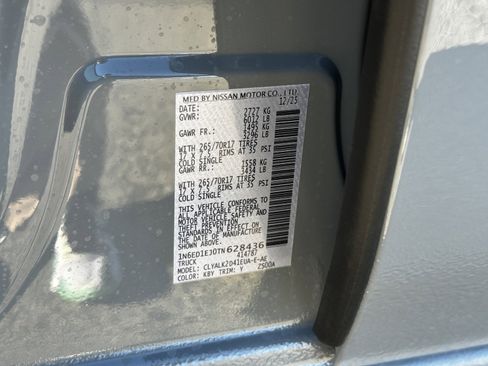 MFD BY NISSAN MOTOR CO., LTD
DATE: 12/25
GVWR: 2727 KG
6012 LB
GAWR FR: 1495 KG
3296 LB
WITH 265/70R17 TIRES
17 X 7.5, RIMS AT 35 PSI
COLD SINGLE
GAWR RR: 1558 KG
3434 LB
WITH 265/70R17 TIRES
17 X 7.5, RIMS AT 35 PSI
COLD SINGLE
THIS VEHICLE CONFORMS TO
ALL APPLICABLE FEDERAL
MOTOR VEHICLE SAFETY AND
THEFT PREVENTION
STANDARDS IN EFFECT ON
THE DATE OF MANUFACTURE
SHOWN ABOVE
1N6ED1EJ0TN628436
TRUCK 414787
MODEL: CLYALK2D41EUA-E-AE
COLOR: KBY TRIM: Y 2500A